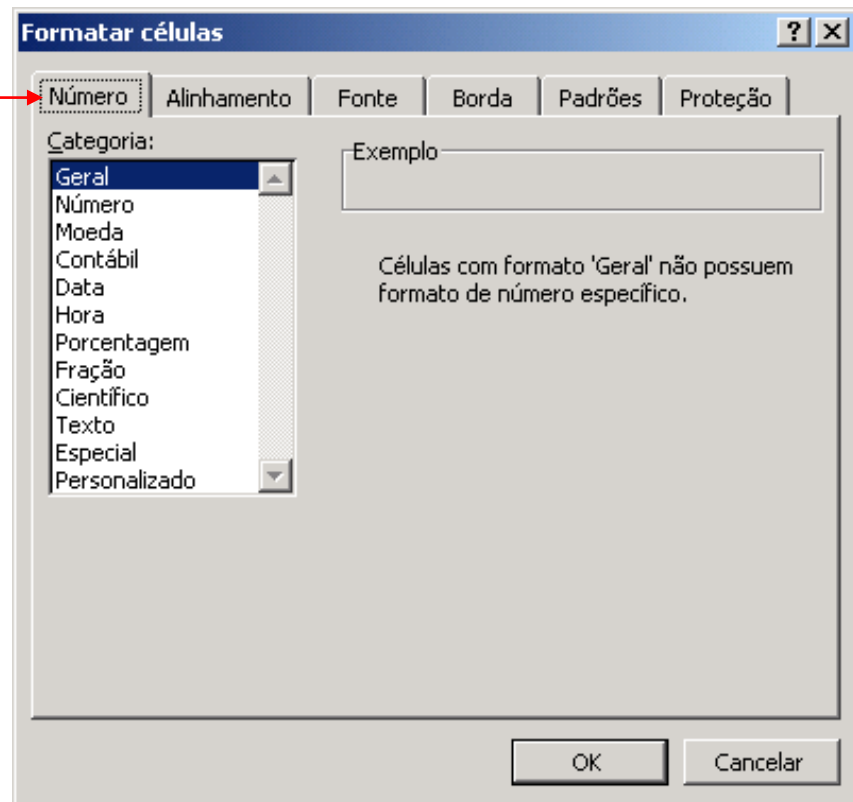 Formatar células
Número Alinhamento Fonte Borda Padrões Proteção
Categoria:
Geral
Número
Moeda
Contábil
Data
Hora
Porcentagem
Fração
Científico
Texto
Especial
Personalizado
Exemplo
Células com formato 'Geral' não possuem
formato de número específico.
OK Cancelar